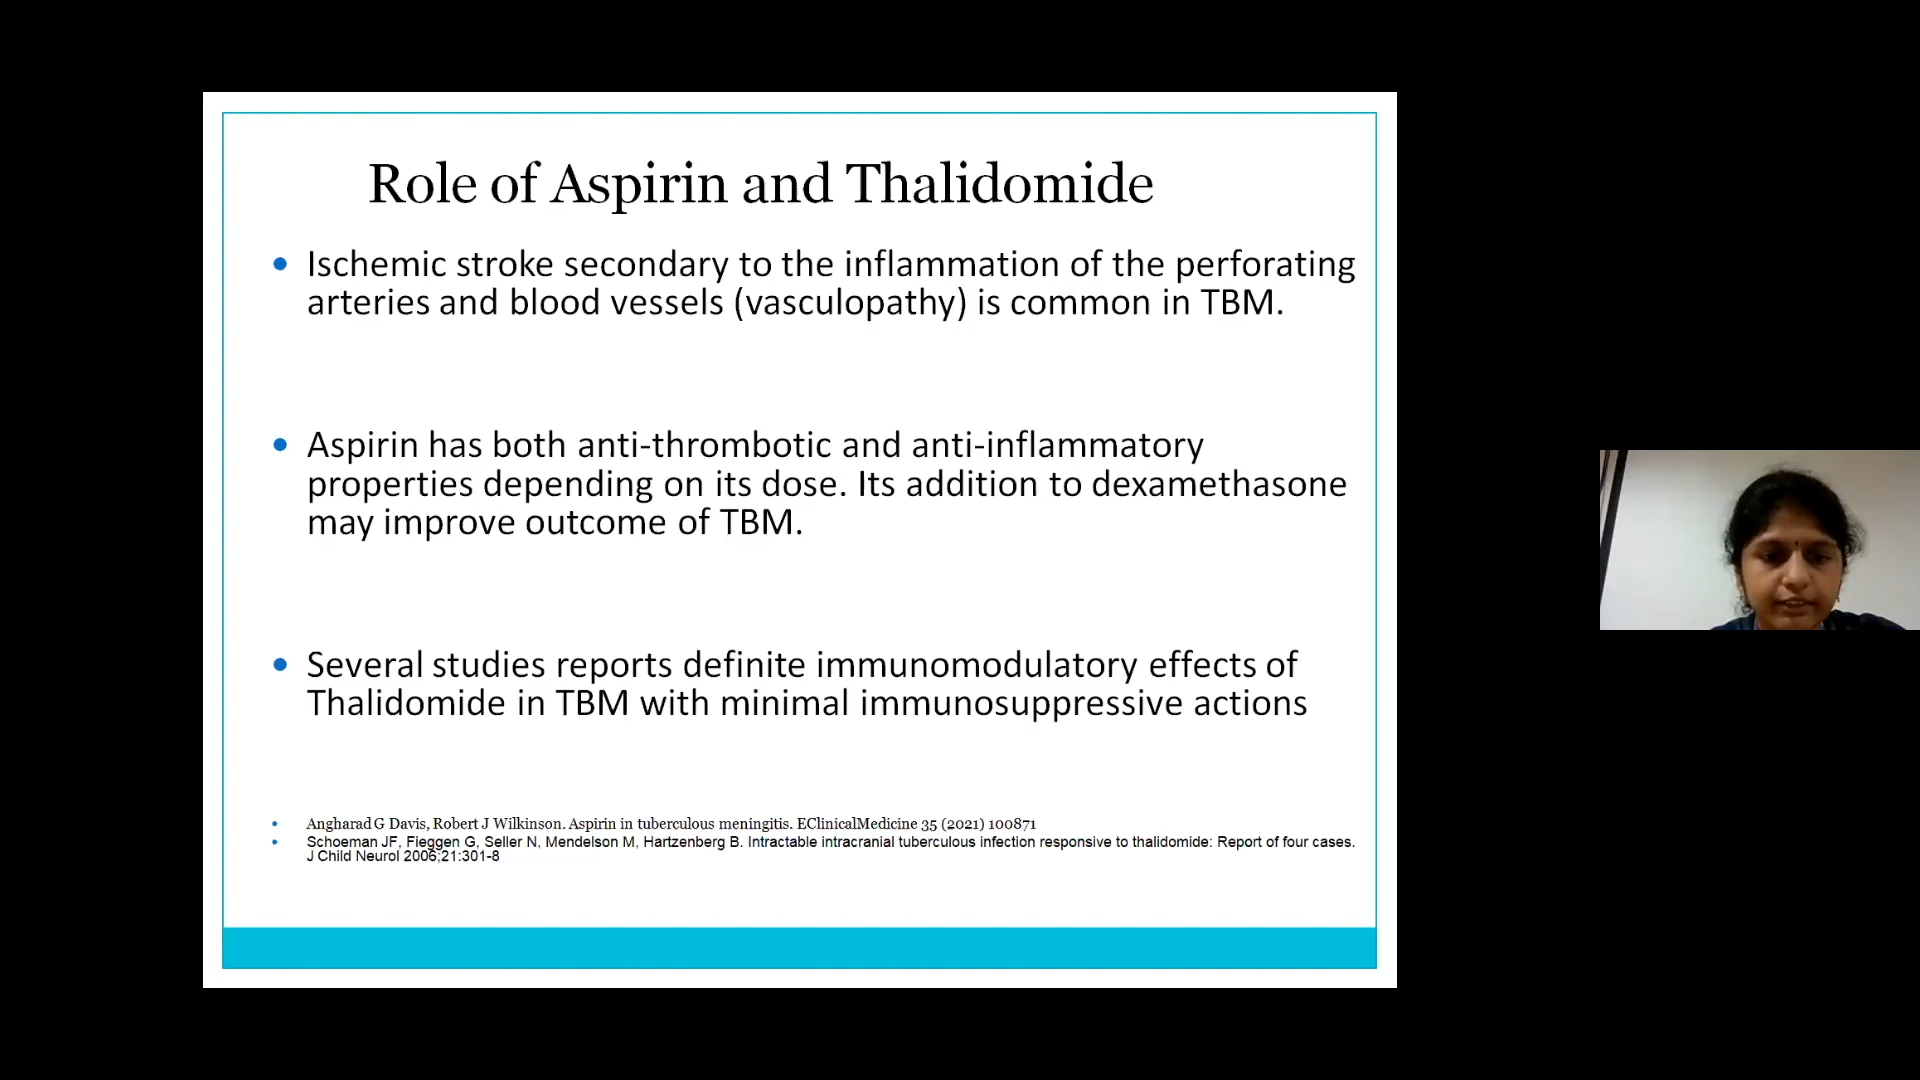 Role of Aspirin and Thalidomide
• Ischemic stroke secondary to the inflammation of the perforating
arteries and blood vessels (vasculopathy) is common in TBM.
• Aspirin has both anti-thrombotic and anti-inflammatory
properties depending on its dose. Its addition to dexamethasone
may improve outcome of TBM.
• Several studies reports definite immunomodulatory effects of
Thalidomide in TBM with minimal immunosuppressive actions
• Angharad G Davis, Robert J Wilkinson. Aspirin in tuberculous meningitis. EClinicalMedicine 35 (2021) 100871
• Schoeman JF, Fieggen G, Seller N, Mendelson M, Hartzenberg B. Intractable intracranial tuberculous infection responsive to thalidomide: Report of four cases.
J Child Neurol 2006;21:301-8